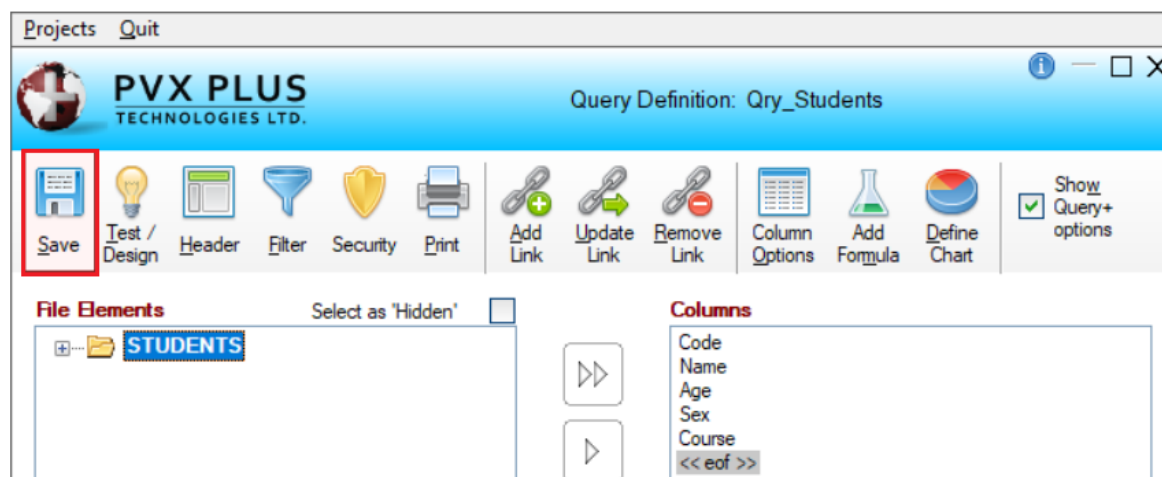 Projects Quit
PVX PLUS
TECHNOLOGIES LTD.
Query Definition: Qry_Students
Save
Test / Design
Header
Filter
Security
Print
Add Link
Update Link
Remove Link
Column Options
Add Formula
Define Chart
Show Query+ options
File Elements
Select as 'Hidden'
Columns
STUDENTS
Code
Name
Age
Sex
Course
<< eof >>